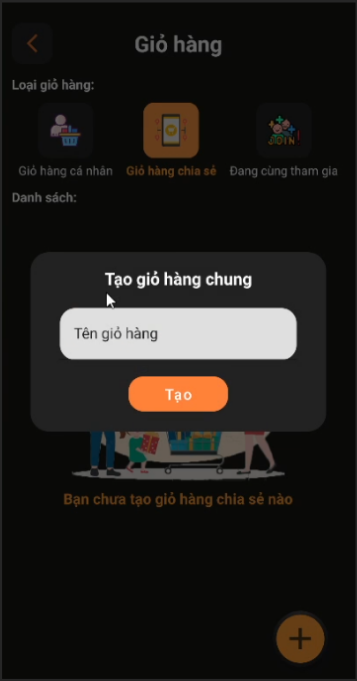 Giỏ hàng
Loại giỏ hàng:
JOIN
Giỏ hàng cá nhân Giỏ hàng chia sẻ Đang cùng tham gia
Danh sách:
Tạo giỏ hàng chung
Tên giỏ hàng
Tạo
Bạn chưa tạo giỏ hàng chia sẻ nào